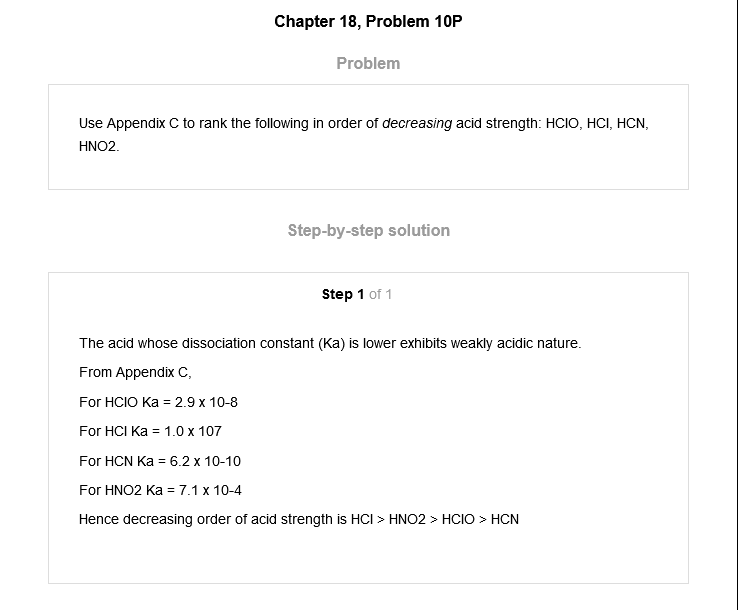 Chapter 18, Problem 10P
Problem
Use Appendix C to rank the following in order of decreasing acid strength: HClO, HCl, HCN,
HNO2.
Step-by-step solution
Step 1 of 1
The acid whose dissociation constant (Ka) is lower exhibits weakly acidic nature.
From Appendix C,
For HClO Ka = 2.9 x 10-8
For HCl Ka = 1.0 x 107
For HCN Ka = 6.2 x 10-10
For HNO2 Ka = 7.1 x 10-4
Hence decreasing order of acid strength is HCl > HNO2 > HClO > HCN